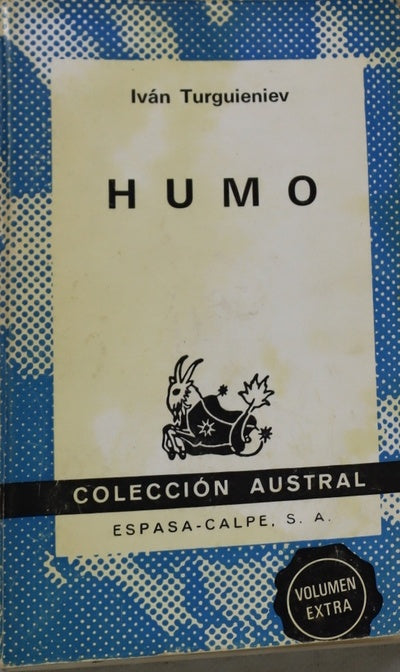 Iván Turguieniev
HUMO
COLECCIÓN AUSTRAL
ESPASA-CALPE, S. A.
VOLUMEN
EXTRA